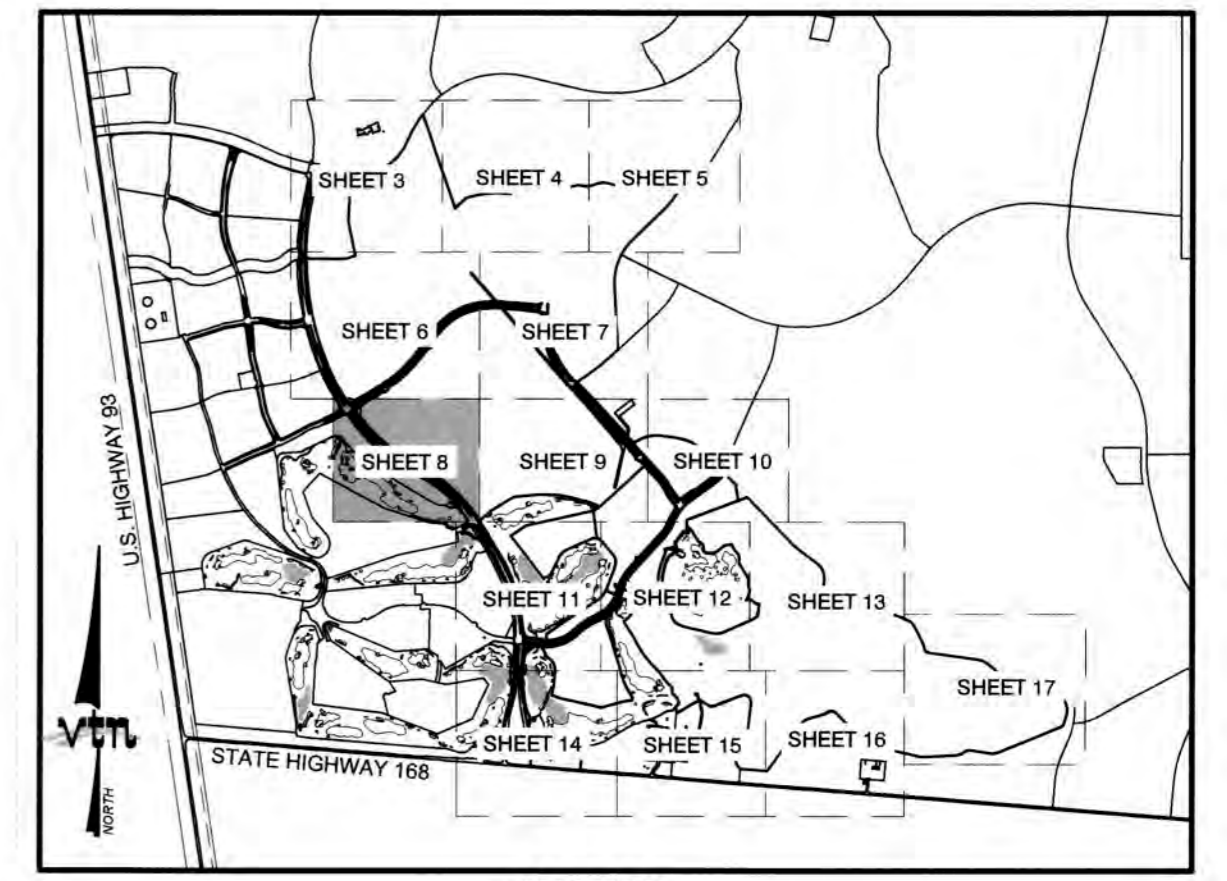 SHEET 3
SHEET 4
SHEET 5
SHEET 6
SHEET 7
U.S. HIGHWAY 93
SHEET 8
SHEET 9
SHEET 10
SHEET 11
SHEET 12
SHEET 13
SHEET 17
vtn
SHEET 14
SHEET 15
SHEET 16
STATE HIGHWAY 168
NORTH